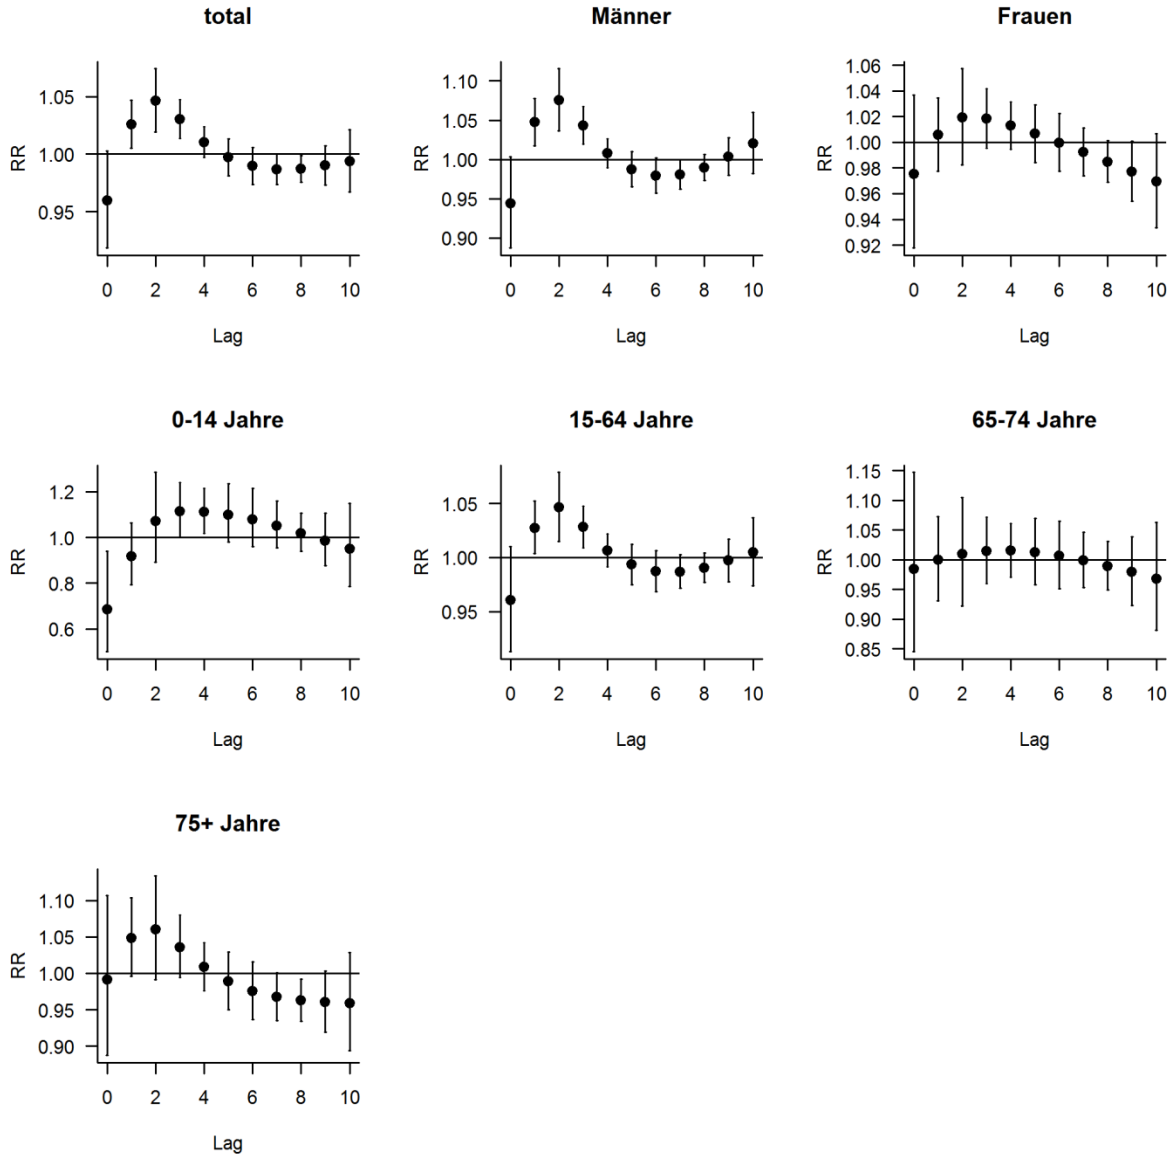 total
RR
1.05
1.00
0.95
0 2 4 6 8 10
Lag
Männer
RR
1.10
1.05
1.00
0.95
0.90
0 2 4 6 8 10
Lag
Frauen
RR
1.06
1.04
1.02
1.00
0.98
0.96
0.94
0.92
0 2 4 6 8 10
Lag
0-14 Jahre
RR
1.2
1.0
0.8
0.6
0 2 4 6 8 10
Lag
15-64 Jahre
RR
1.05
1.00
0.95
0 2 4 6 8 10
Lag
65-74 Jahre
RR
1.15
1.10
1.05
1.00
0.95
0.90
0.85
0 2 4 6 8 10
Lag
75+ Jahre
RR
1.10
1.05
1.00
0.95
0.90
0 2 4 6 8 10
Lag